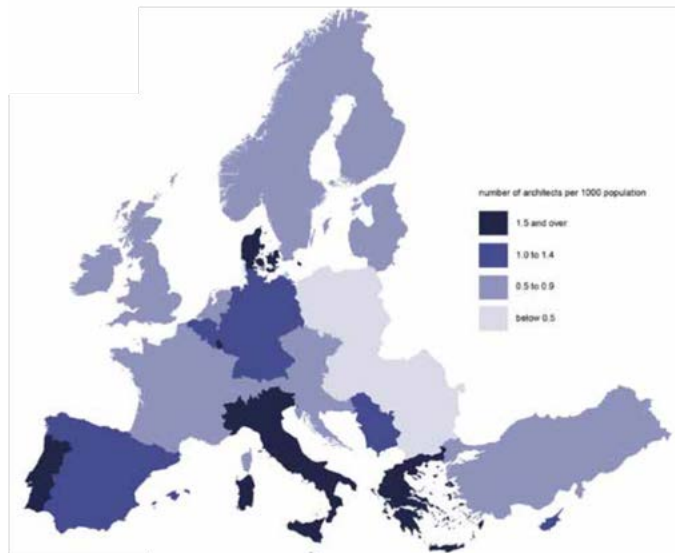 number of architects per 1000 population
1.5 and over
1.0 to 1.4
0.5 to 0.9
below 0.5